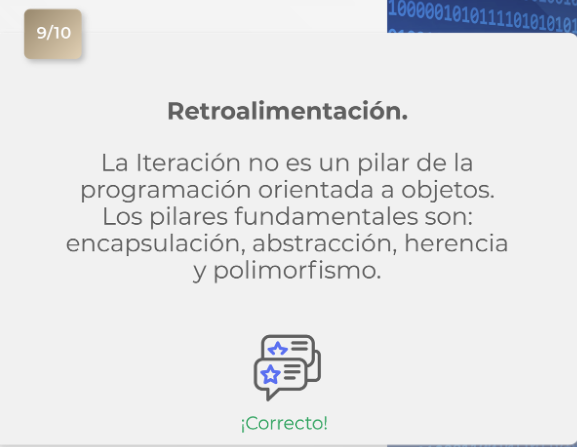 10000010101111010101
9/10
Retroalimentación.
La Iteración no es un pilar de la
programación orientada a objetos.
Los pilares fundamentales son:
encapsulación, abstracción, herencia
y polimorfismo.
¡Correcto!